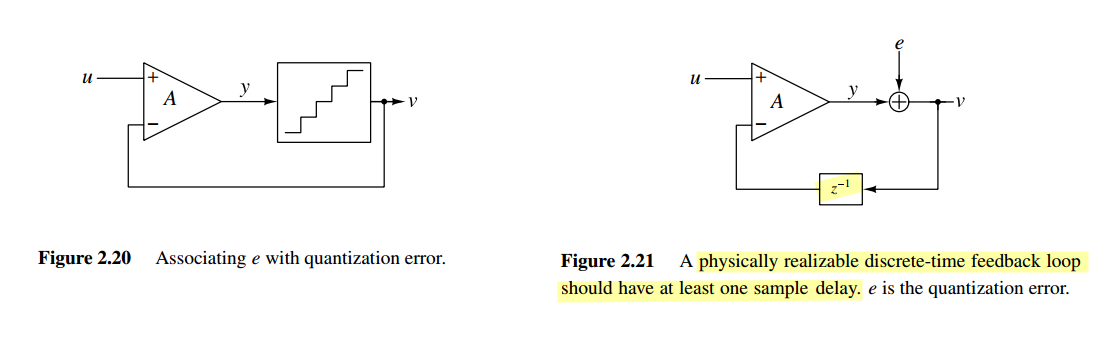 u
+
A
−
y
v
Figure 2.20 Associating e with quantization error.
e
u
+
A
−
y
+
v
z⁻¹
Figure 2.21 A physically realizable discrete-time feedback loop
should have at least one sample delay. e is the quantization error.